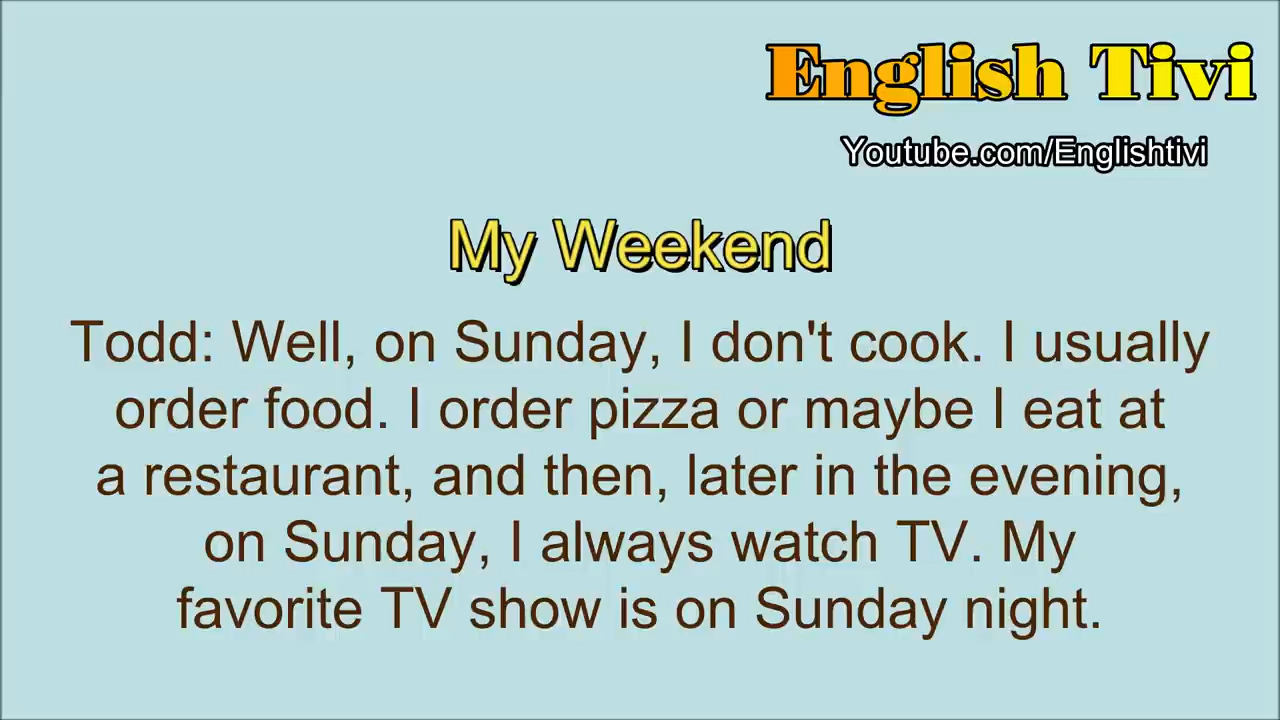 English Tivi
Youtube.com/Englishtivi
My Weekend
Todd: Well, on Sunday, I don't cook. I usually
order food. I order pizza or maybe I eat at
a restaurant, and then, later in the evening,
on Sunday, I always watch TV. My
favorite TV show is on Sunday night.